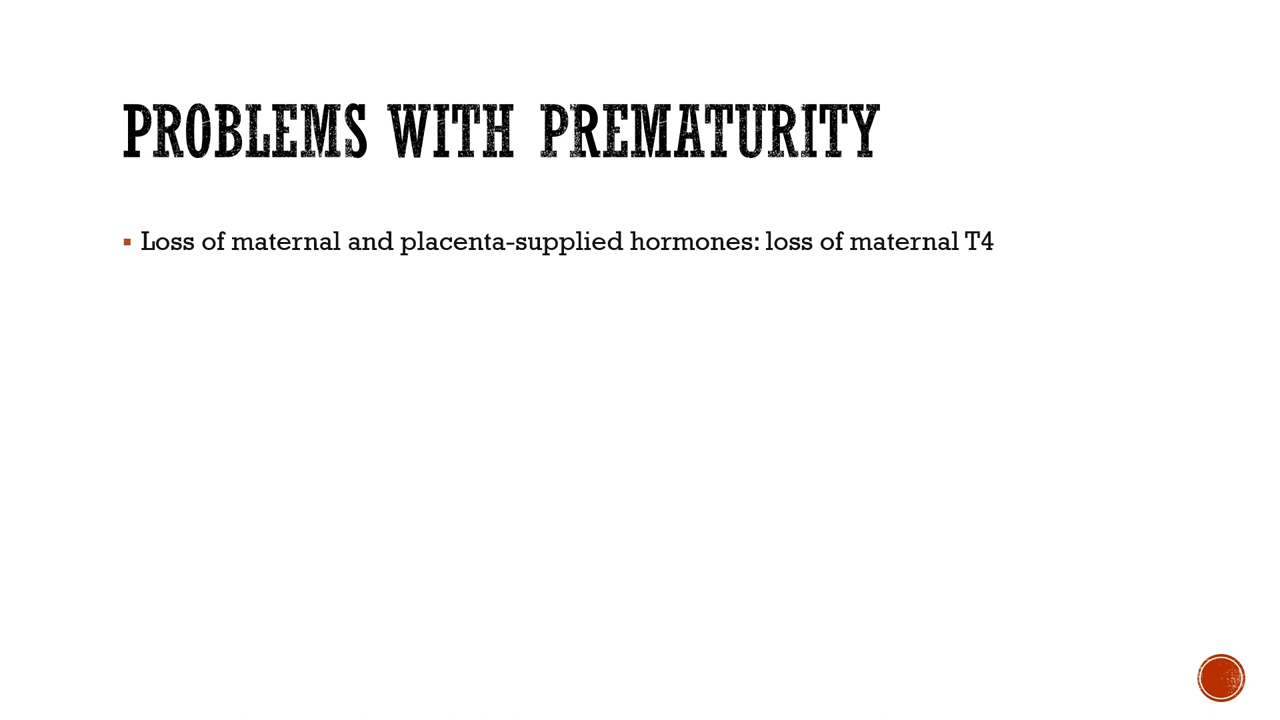 PROBLEMS WITH PREMATURITY
▪ Loss of maternal and placenta-supplied hormones: loss of maternal T4